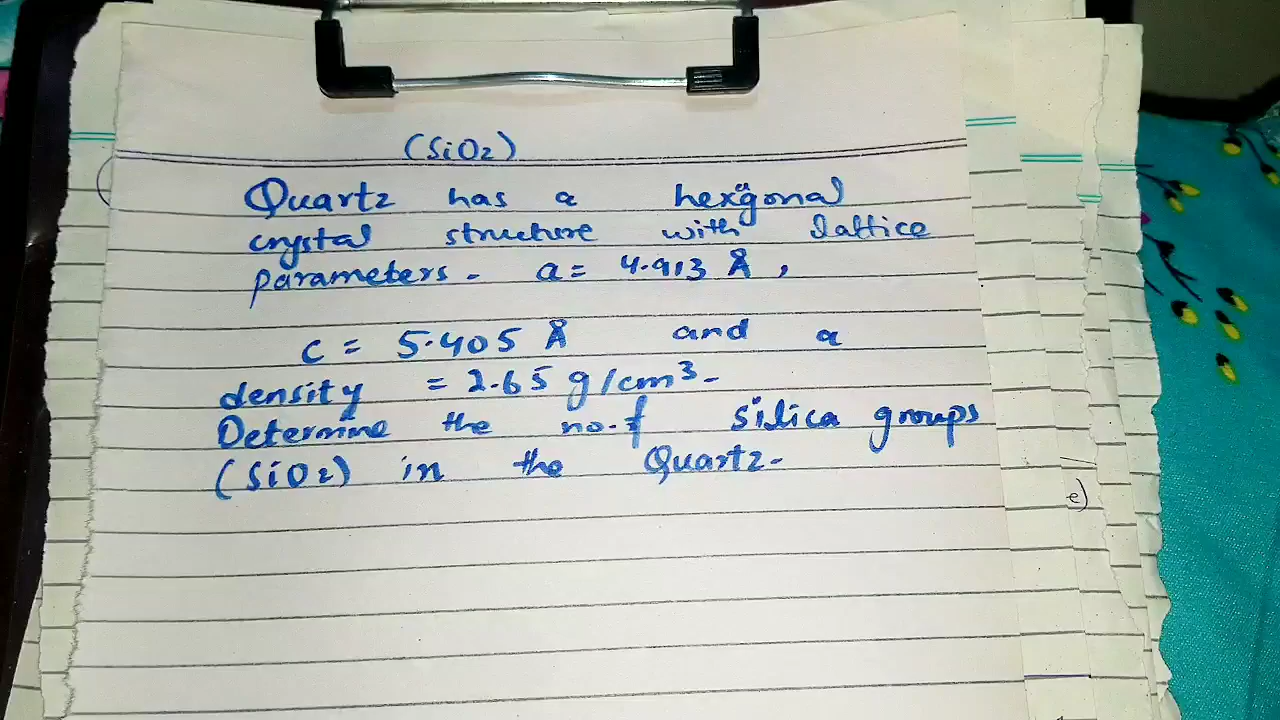 (SiO2)
Quartz has a hexagonal
crystal structure with lattice
parameters. a = 4.913 Å,
c = 5.405 Å and a
density = 2.65 g/cm3.
Determine the no. of silica groups
(SiO2) in the Quartz.
e)